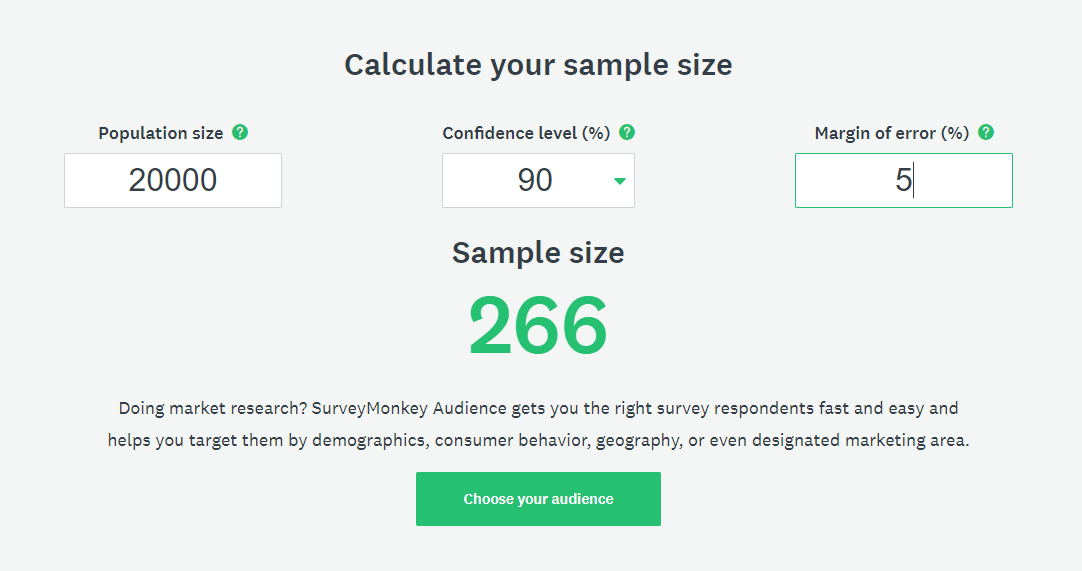 Calculate your sample size
Population size ? Confidence level (%) ? Margin of error (%) ?
20000 90 5
Sample size
266
Doing market research? SurveyMonkey Audience gets you the right survey respondents fast and easy and
helps you target them by demographics, consumer behavior, geography, or even designated marketing area.
Choose your audience